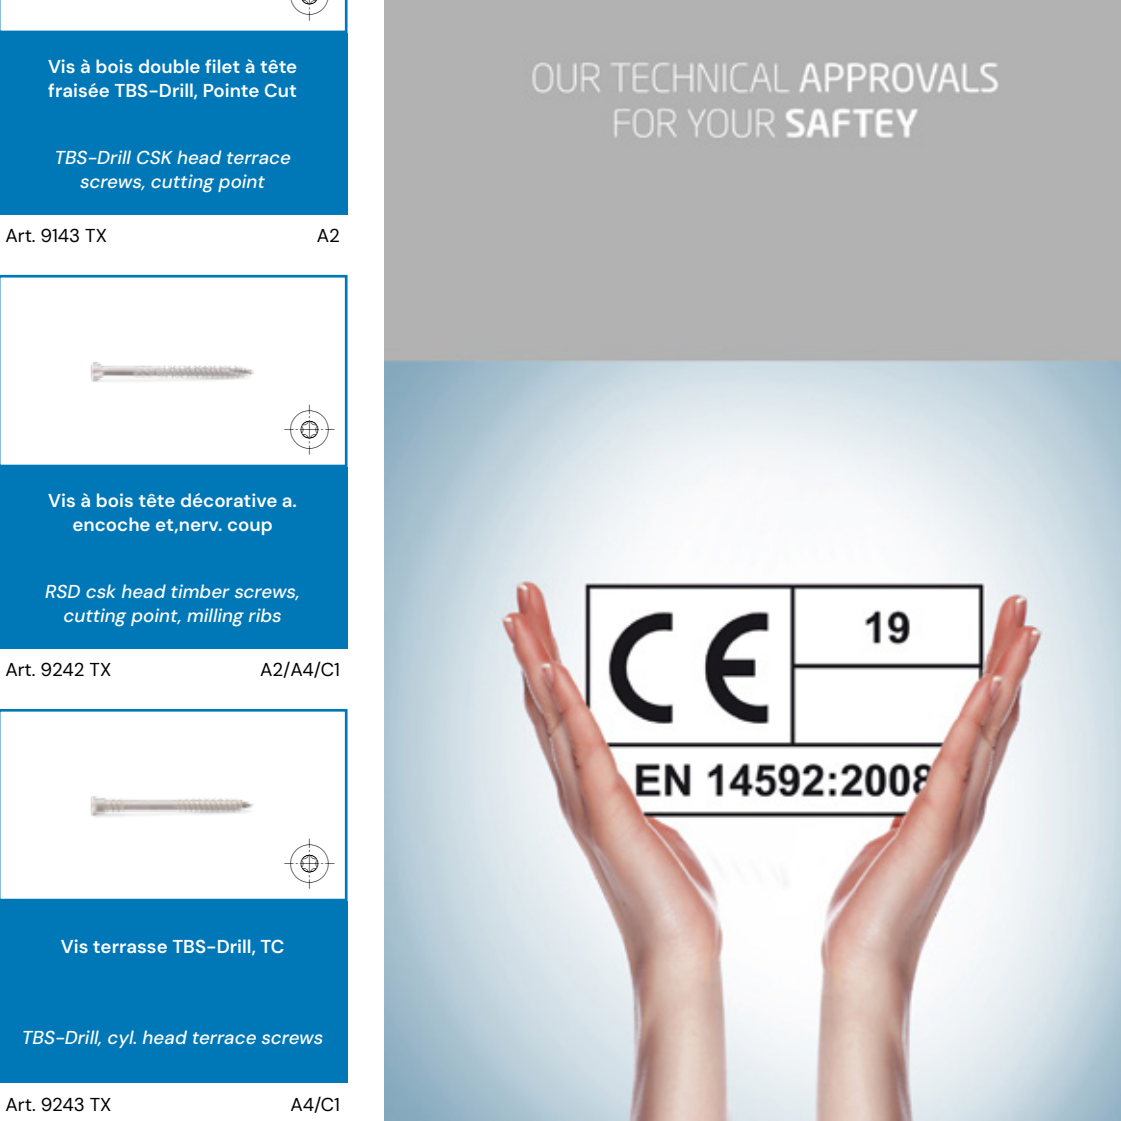 Vis à bois double filet à tête
fraisée TBS-Drill, Pointe Cut
TBS-Drill CSK head terrace
screws, cutting point
Art. 9143 TX A2
Vis à bois tête décorative a.
encoche et,nerv. coup
RSD csk head timber screws,
cutting point, milling ribs
Art. 9242 TX A2/A4/C1
Vis terrasse TBS-Drill, TC
TBS-Drill, cyl. head terrace screws
Art. 9243 TX A4/C1
OUR TECHNICAL APPROVALS
FOR YOUR SAFTEY
CE
19
EN 14592:2008